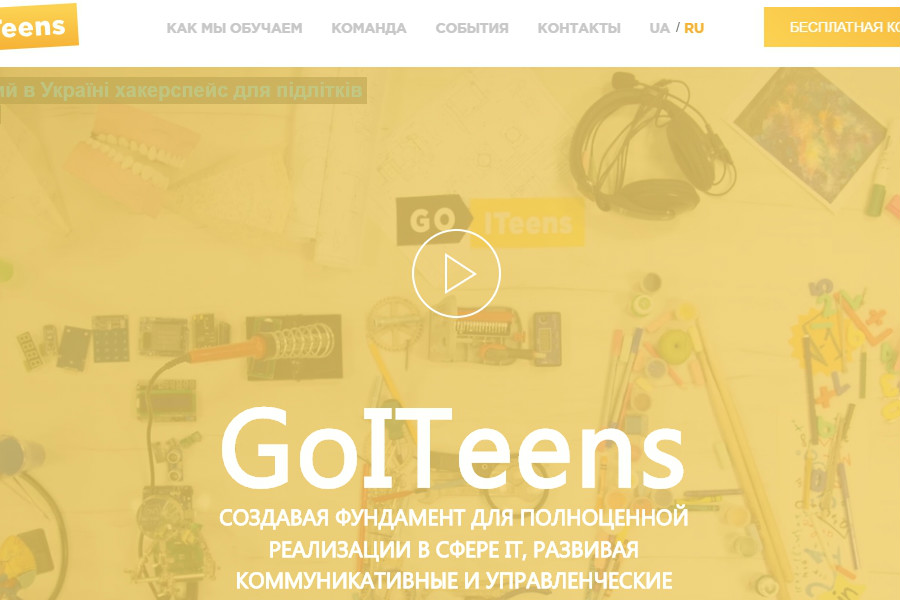 Teens
КАК МЫ ОБУЧАЕМ КОМАНДА СОБЫТИЯ КОНТАКТЫ UA / RU
БЕСПЛАТНАЯ
в Україні хакерспейс для підлітків
GO ITeens
GoITeens
СОЗДАВАЯ ФУНДАМЕНТ ДЛЯ ПОЛНОЦЕННОЙ
РЕАЛИЗАЦИИ В СФЕРЕ IT, РАЗВИВАЯ
КОММУНИКАТИВНЫЕ И УПРАВЛЕНЧЕСКИЕ